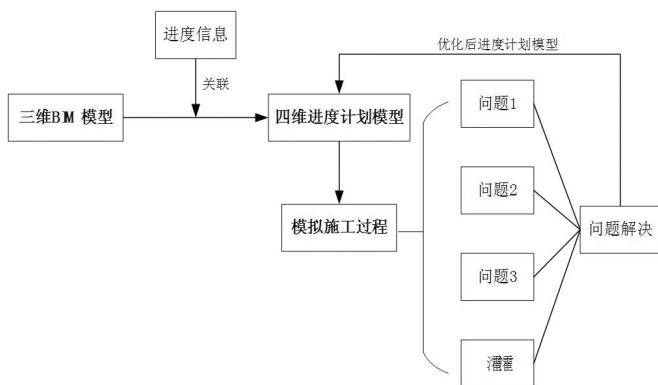 进度信息
优化后进度计划模型
关联
三维BIM 模型
四维进度计划模型
问题1
模拟施工过程
问题2
问题解决
问题3